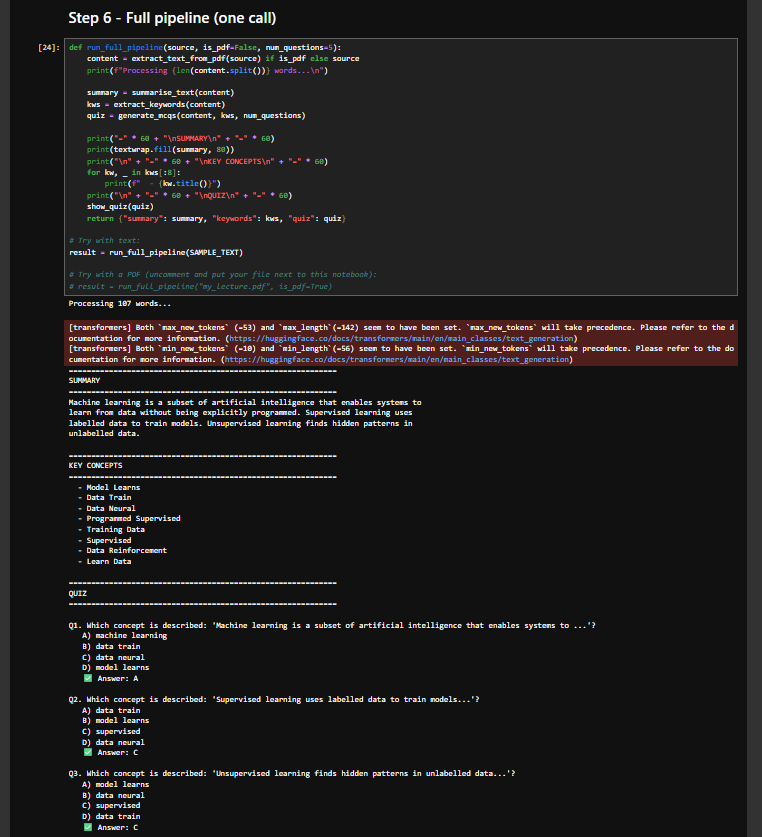 Step 6 - Full pipeline (one call)
[24]: def run_full_pipeline(source, is_pdf=False, num_questions=5):
    content = extract_text_from_pdf(source) if is_pdf else source
    print(f"Processing {len(content.split())} words...\n")

    summary = summarise_text(content)
    kws = extract_keywords(content)
    quiz = generate_mcqs(content, kws, num_questions)

    print("=" * 60 + "\nSUMMARY\n" + "=" * 60)
    print(textwrap.fill(summary, 80))
    print("\n" + "=" * 60 + "\nKEY CONCEPTS\n" + "=" * 60)
    for kw, _ in kws[:8]:
        print(f"  - {kw.title()}")
    print("\n" + "=" * 60 + "\nQUIZ\n" + "=" * 60)
    show_quiz(quiz)
    return {"summary": summary, "keywords": kws, "quiz": quiz}

# Try with text:
result = run_full_pipeline(SAMPLE_TEXT)

# Try with a PDF (uncomment and put your file next to this notebook):
# result = run_full_pipeline("my_lecture.pdf", is_pdf=True)
Processing 107 words...
[transformers] Both `max_new_tokens` (=53) and `max_length`(=142) seem to have been set. `max_new_tokens` will take precedence. Please refer to the d
ocumentation for more information. (https://huggingface.co/docs/transformers/main/en/main_classes/text_generation)
[transformers] Both `min_new_tokens` (=10) and `min_length`(=56) seem to have been set. `min_new_tokens` will take precedence. Please refer to the do
cumentation for more information. (https://huggingface.co/docs/transformers/main/en/main_classes/text_generation)
============================================================
SUMMARY
============================================================
Machine learning is a subset of artificial intelligence that enables systems to
learn from data without being explicitly programmed. Supervised learning uses
labelled data to train models. Unsupervised learning finds hidden patterns in
unlabelled data.

============================================================
KEY CONCEPTS
============================================================
  - Model Learns
  - Data Train
  - Data Neural
  - Programmed Supervised
  - Training Data
  - Supervised
  - Data Reinforcement
  - Learn Data

============================================================
QUIZ
============================================================

Q1. Which concept is described: 'Machine learning is a subset of artificial intelligence that enables systems to ...'?
   A) machine learning
   B) data train
   C) data neural
   D) model learns
   ✅ Answer: A

Q2. Which concept is described: 'Supervised learning uses labelled data to train models...'?
   A) data train
   B) model learns
   C) supervised
   D) data neural
   ✅ Answer: C

Q3. Which concept is described: 'Unsupervised learning finds hidden patterns in unlabelled data...'?
   A) model learns
   B) data neural
   C) supervised
   D) data train
   ✅ Answer: C